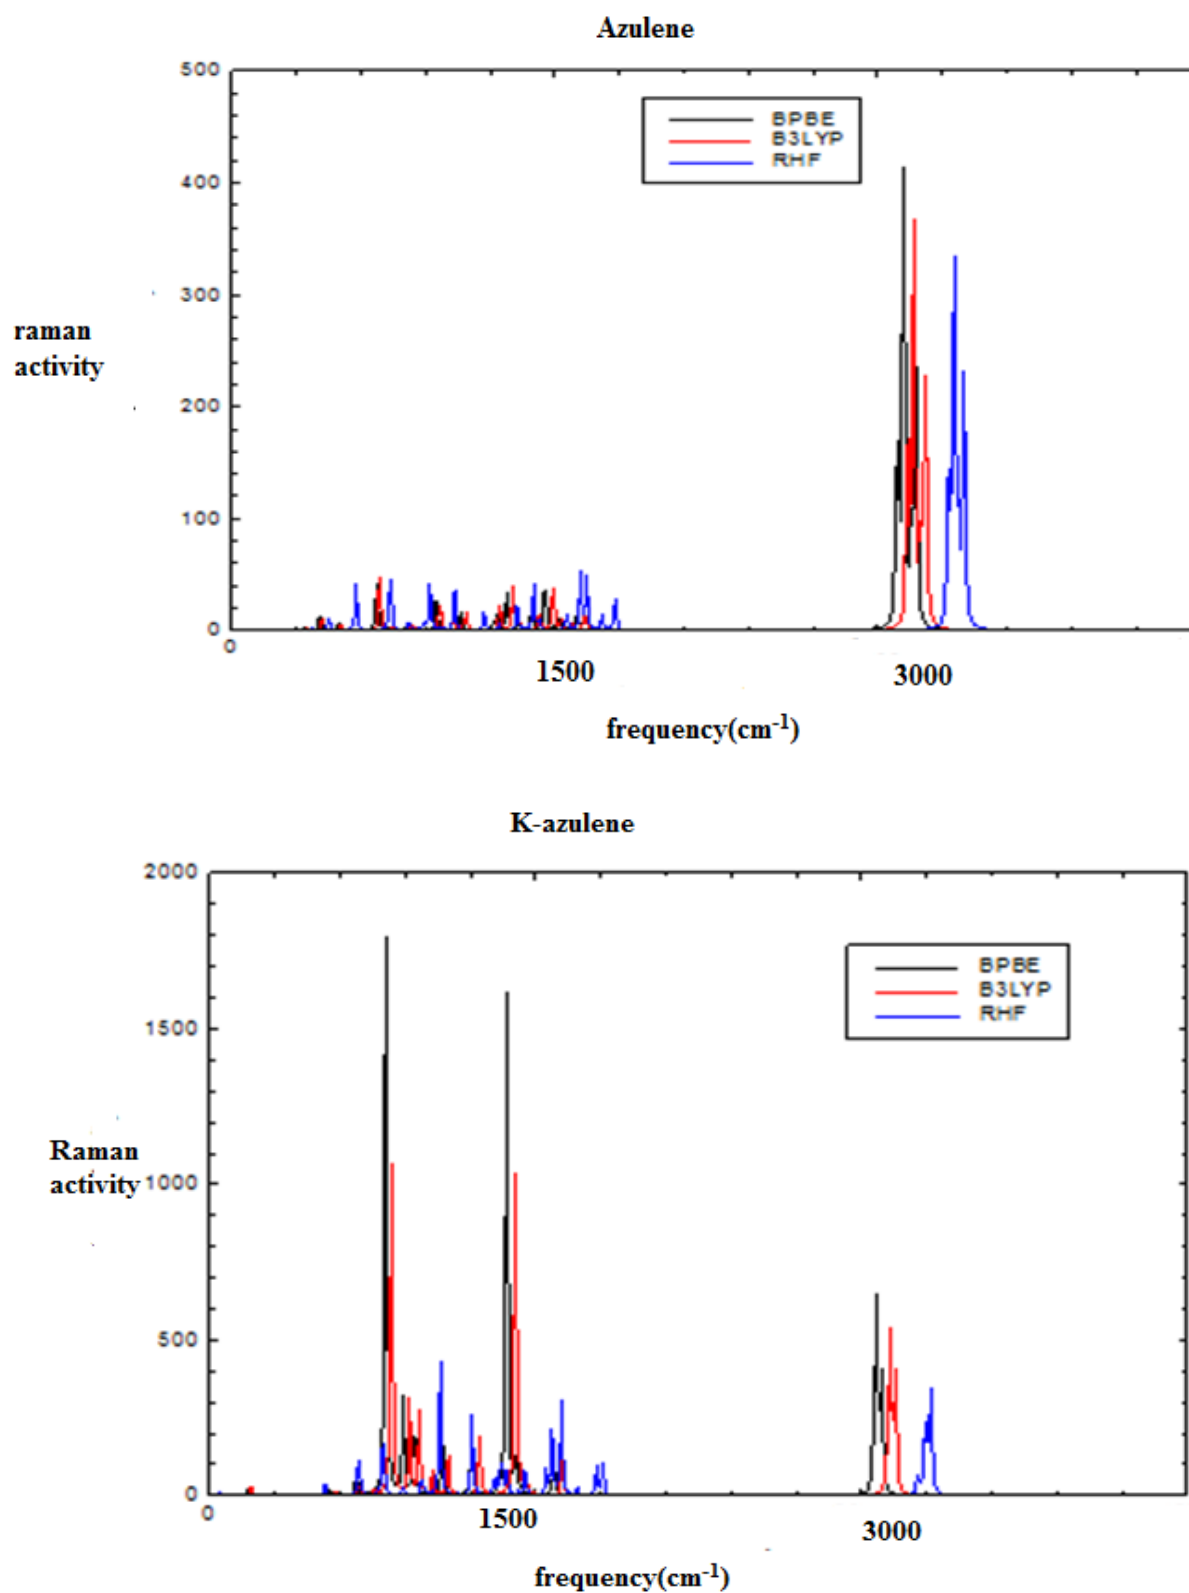 Azulene
500
BPBE
B3LYP
RHF
400
300
raman
activity
200
100
0
0
1500
3000
frequency(cm-1)
K-azulene
2000
BPBE
B3LYP
RHF
1500
Raman
activity
1000
500
0
0
1500
3000
frequency(cm-1)